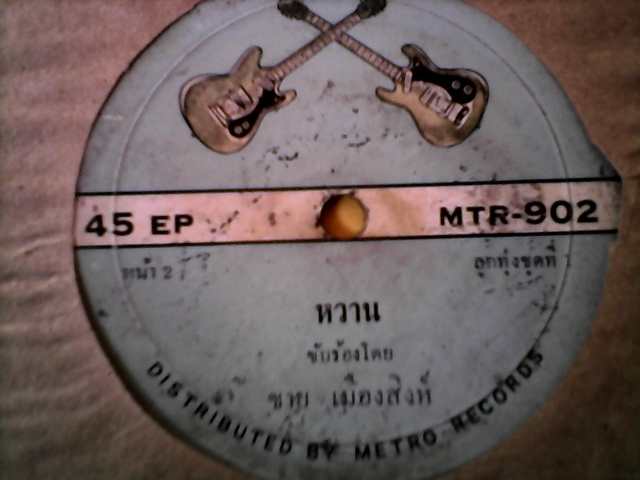 45 EP
MTR-902
หน้า 2
ลูกทุ่งชุดที่
หวาน
ขับร้องโดย
ชาย เมืองสิงห์
DISTRIBUTED BY METRO RECORDS